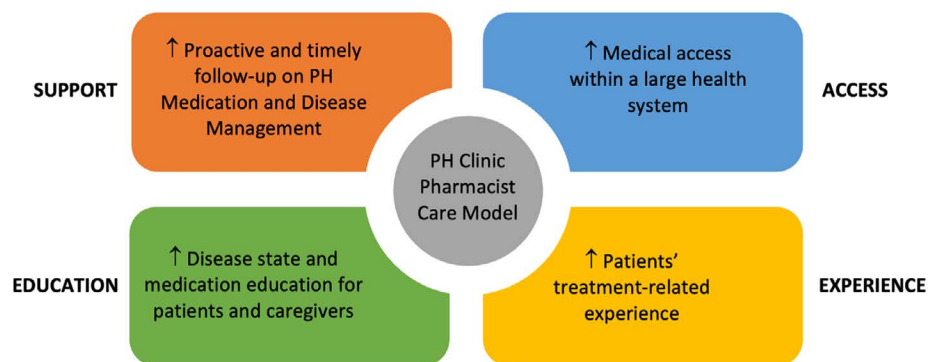 SUPPORT
↑ Proactive and timely
follow-up on PH
Medication and Disease
Management
↑ Medical access
within a large health
system
ACCESS
PH Clinic
Pharmacist
Care Model
EDUCATION
↑ Disease state and
medication education for
patients and caregivers
↑ Patients’
treatment-related
experience
EXPERIENCE